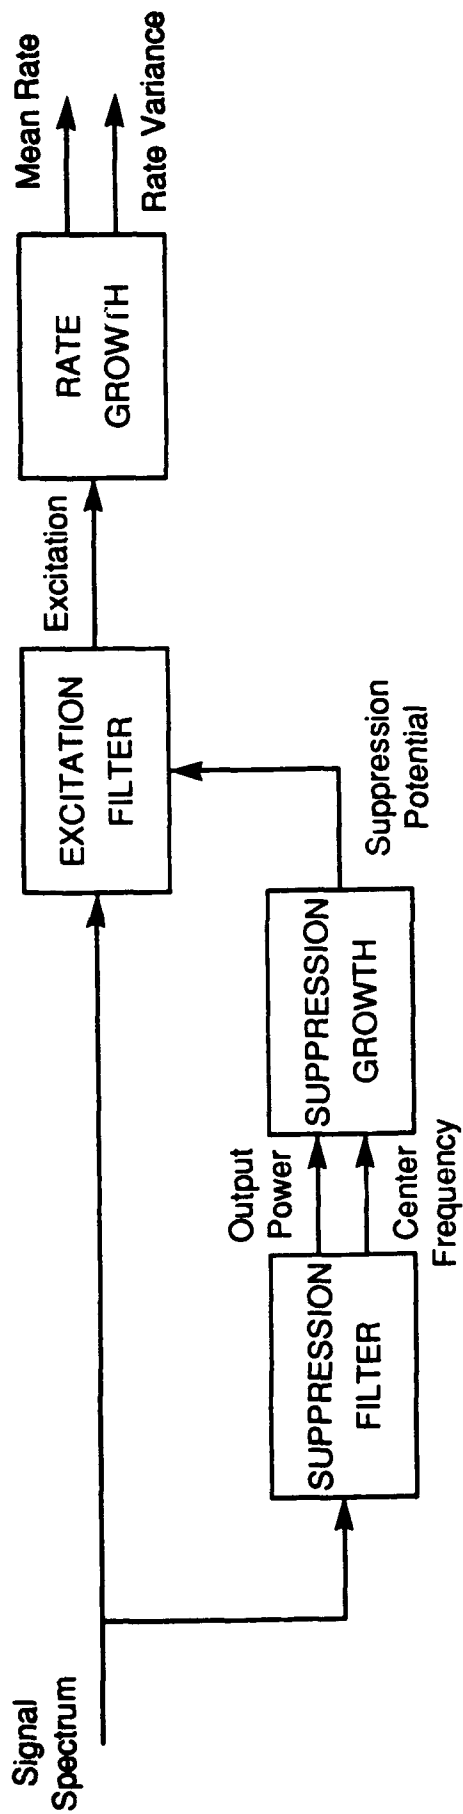 Signal
Spectrum
SUPPRESSION
FILTER
Output
Power
Center
Frequency
SUPPRESSION
GROWTH
Suppression
Potential
EXCITATION
FILTER
Excitation
RATE
GROWTH
Mean Rate
Rate Variance